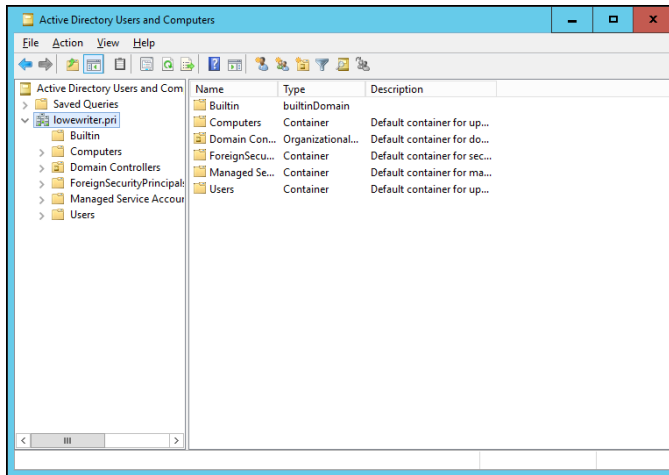 Active Directory Users and Computers
File Action View Help
Active Directory Users and Com
Saved Queries
lowewriter.pri
Builtin
Computers
Domain Controllers
ForeignSecurityPrincipals
Managed Service Accour
Users
Name Type Description
Builtin builtinDomain
Computers Container Default container for up...
Domain Con... Organizational... Default container for do...
ForeignSecu... Container Default container for sec...
Managed Se... Container Default container for ma...
Users Container Default container for up...